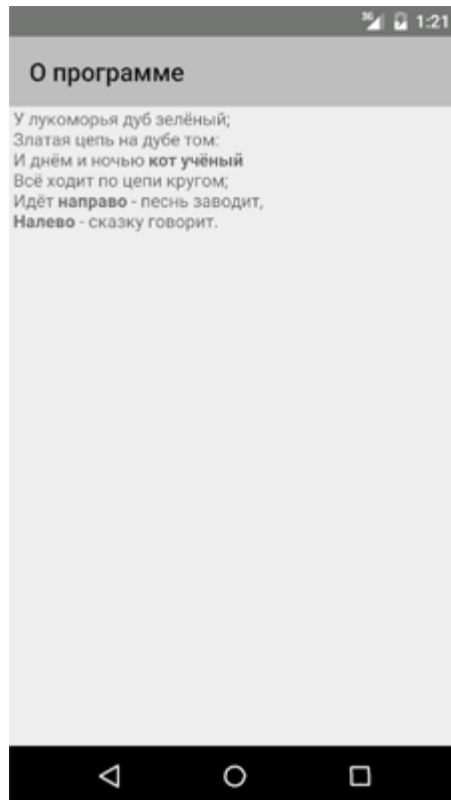 3G 1:21
О программе
У лукоморья дуб зелёный;
Златая цепь на дубе том:
И днём и ночью кот учёный
Всё ходит по цепи кругом;
Идёт направо - песнь заводит,
Налево - сказку говорит.